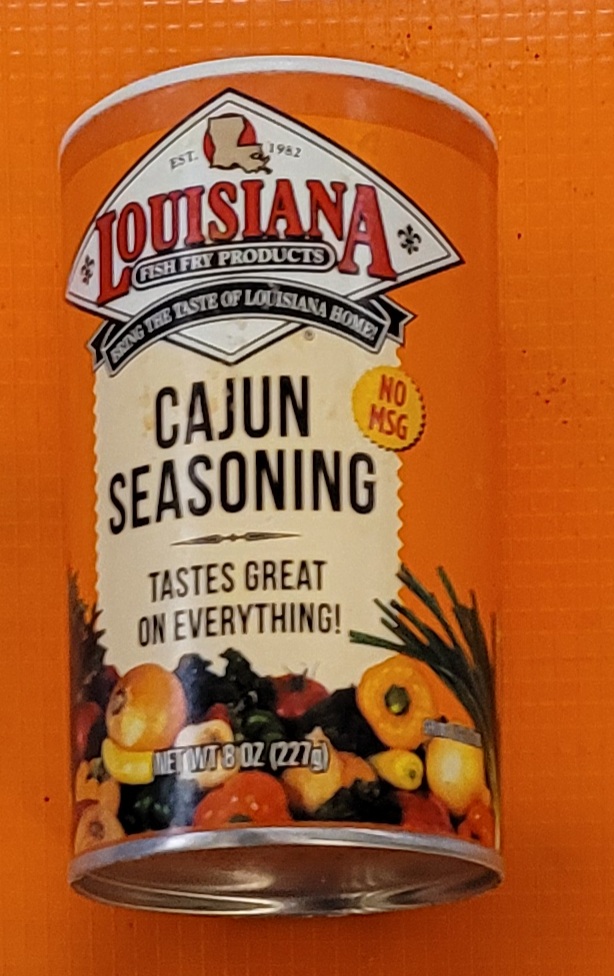 EST. 1982
LOUISIANA
FISH FRY PRODUCTS
BRING THE TASTE OF LOUISIANA HOME!
®
NO
MSG
CAJUN
SEASONING
TASTES GREAT
ON EVERYTHING!
NET WT 8 OZ (227g)